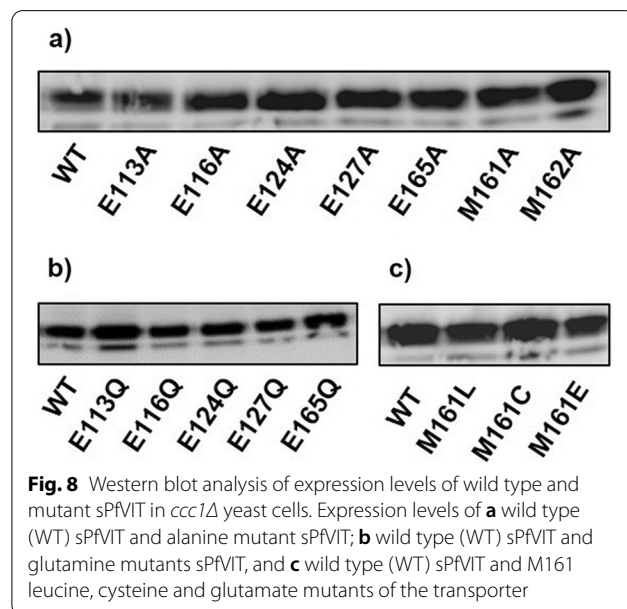 a)
WT E113A E116A E124A E127A E165A M161A M162A
b) c)
WT E113Q E116Q E124Q E127Q E165Q WT M161L M161C M161E
Fig. 8 Western blot analysis of expression levels of wild type and
mutant sPfVIT in ccc1Δ yeast cells. Expression levels of a wild type
(WT) sPfVIT and alanine mutant sPfVIT; b wild type (WT) sPfVIT and
glutamine mutants sPfVIT, and c wild type (WT) sPfVIT and M161
leucine, cysteine and glutamate mutants of the transporter